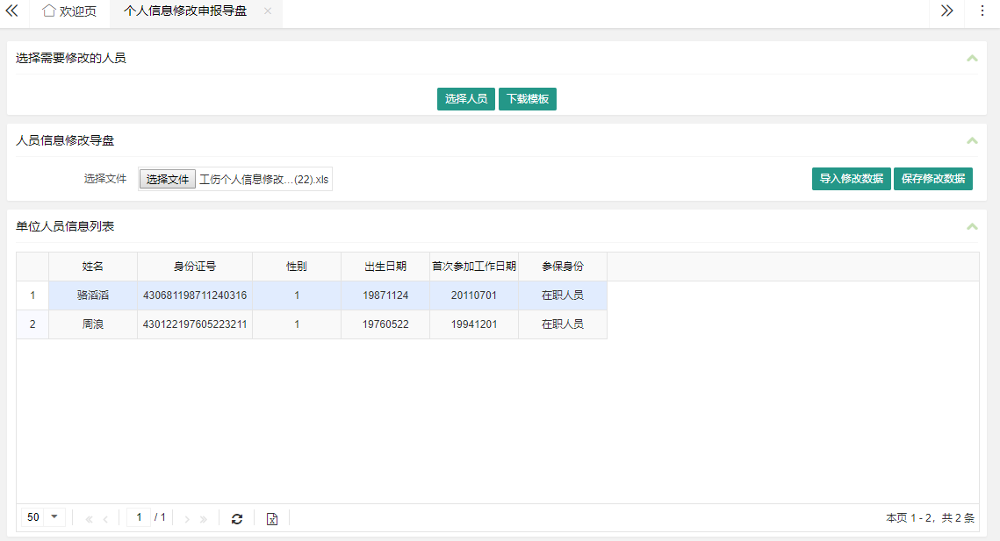 欢迎页 个人信息修改申报导盘
选择需要修改的人员
选择人员 下载模板
人员信息修改导盘
选择文件 选择文件 工伤个人信息修改...(22).xls 导入修改数据 保存修改数据
单位人员信息列表
姓名 身份证号 性别 出生日期 首次参加工作日期 参保身份
1 骆滔滔 430681198711240316 1 19871124 20110701 在职人员
2 周浪 430122197605223211 1 19760522 19941201 在职人员
50 1 / 1 本页 1 - 2，共 2 条